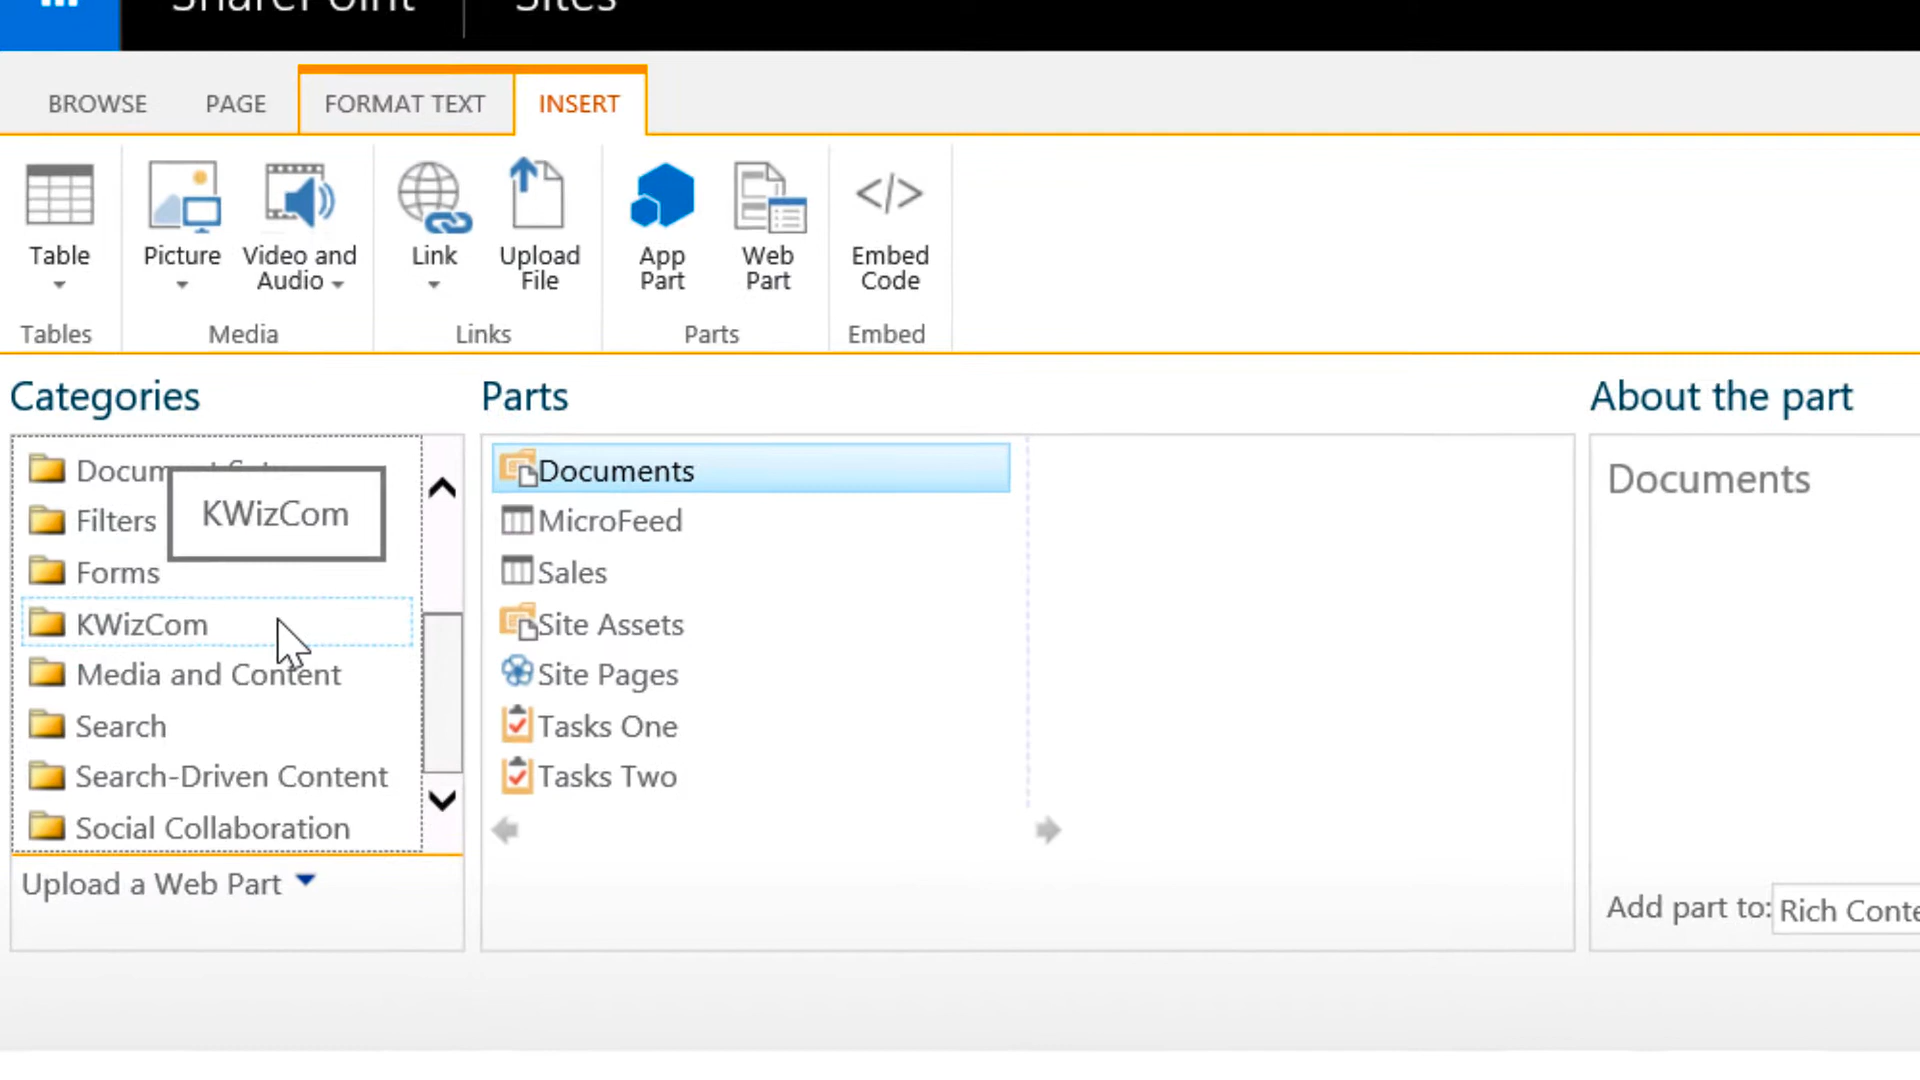 SharePoint
Sites
BROWSE
PAGE
FORMAT TEXT
INSERT
Table
Picture
Video and
Audio
Link
Upload
File
App
Part
Web
Part
Embed
Code
Tables
Media
Links
Parts
Embed
Categories
Parts
About the part
Filters
Forms
KWizCom
Media and Content
Search
Search-Driven Content
Social Collaboration
KWizCom
Upload a Web Part
Documents
MicroFeed
Sales
Site Assets
Site Pages
Tasks One
Tasks Two
Documents
Add part to:
Rich